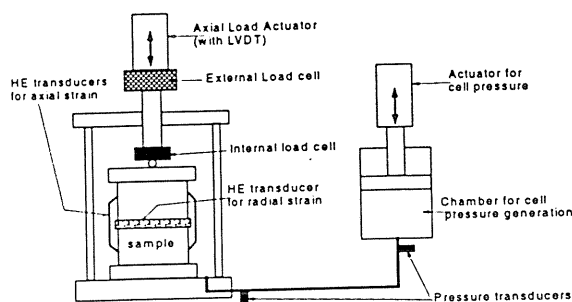 Axial Load Actuator
(with LVDT)
HE transducers
for axial strain
External Load cell
Actuator for
cell pressure
Internal load cell
HE transducer
for radial strain
Chamber for cell
pressure generation
sample
Pressure transducers